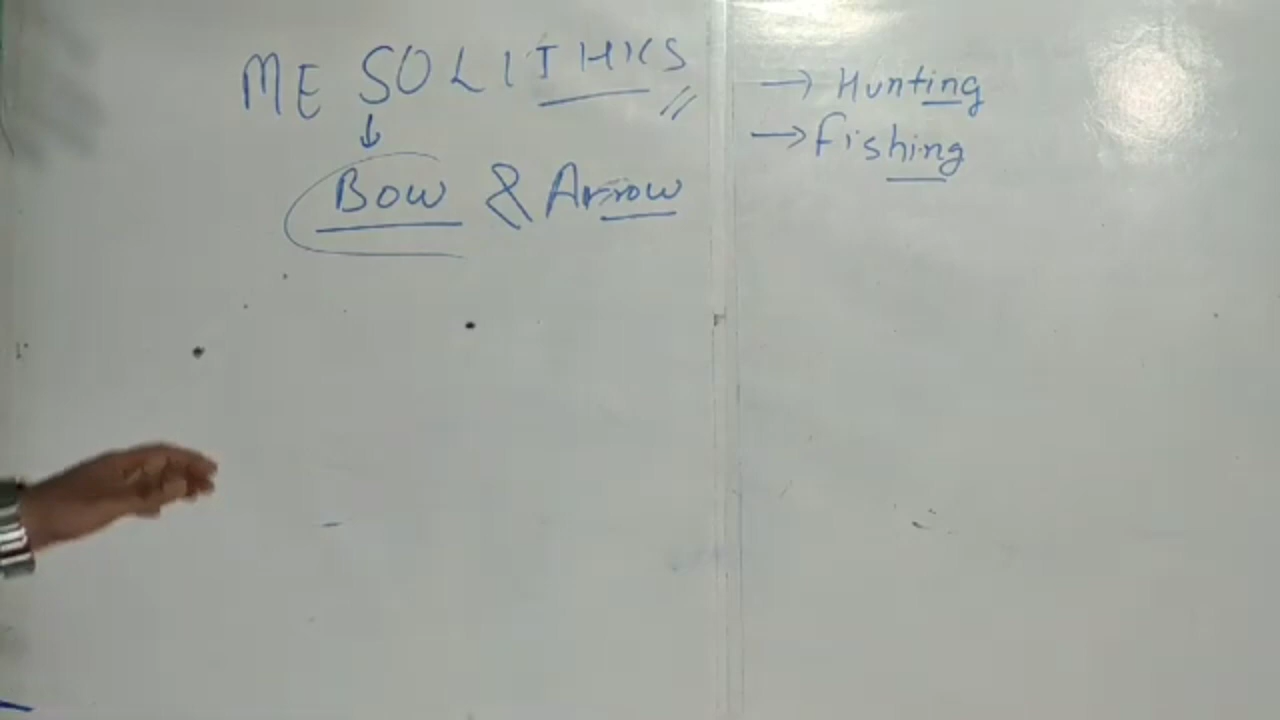 MESOLITHICS
↓
Bow & Arrow
→ Hunting
→ Fishing